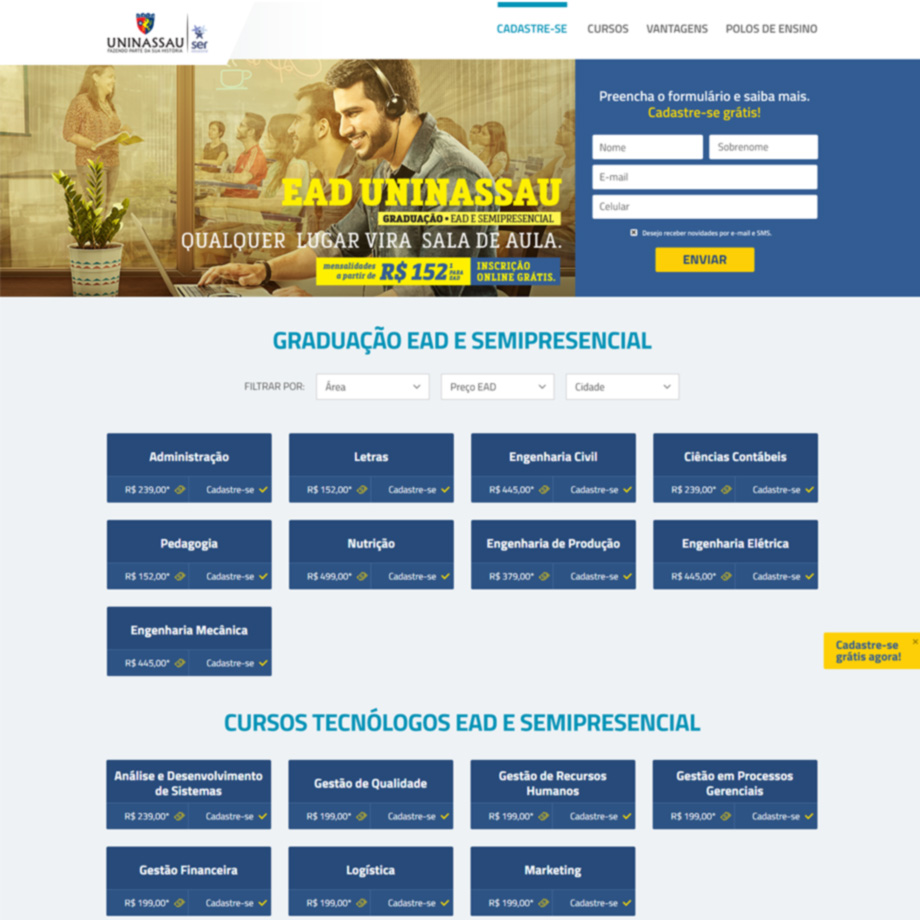 UNINASSAU
FAZENDO PARTE DA SUA HISTÓRIA
ser
CADASTRE-SE
CURSOS
VANTAGENS
POLOS DE ENSINO
EAD UNINASSAU
GRADUAÇÃO • EAD E SEMIPRESENCIAL
QUALQUER LUGAR VIRA SALA DE AULA.
mensalidades
a partir de
R$ 152
PARA
EAD
INSCRIÇÃO
ONLINE GRÁTIS.
Preencha o formulário e saiba mais.
Cadastre-se grátis!
Nome
Sobrenome
E-mail
Celular
Desejo receber novidades por e-mail e SMS.
ENVIAR
GRADUAÇÃO EAD E SEMIPRESENCIAL
FILTRAR POR:
Área
Preço EAD
Cidade
Administração
R$ 239,00* Cadastre-se
Letras
R$ 152,00* Cadastre-se
Engenharia Civil
R$ 445,00* Cadastre-se
Ciências Contábeis
R$ 239,00* Cadastre-se
Pedagogia
R$ 152,00* Cadastre-se
Nutrição
R$ 499,00* Cadastre-se
Engenharia de Produção
R$ 379,00* Cadastre-se
Engenharia Elétrica
R$ 445,00* Cadastre-se
Engenharia Mecânica
R$ 445,00* Cadastre-se
Cadastre-se
grátis agora!
CURSOS TECNÓLOGOS EAD E SEMIPRESENCIAL
Análise e Desenvolvimento
de Sistemas
R$ 239,00* Cadastre-se
Gestão de Qualidade
R$ 199,00* Cadastre-se
Gestão de Recursos
Humanos
R$ 199,00* Cadastre-se
Gestão em Processos
Gerenciais
R$ 199,00* Cadastre-se
Gestão Financeira
R$ 199,00* Cadastre-se
Logística
R$ 199,00* Cadastre-se
Marketing
R$ 199,00* Cadastre-se